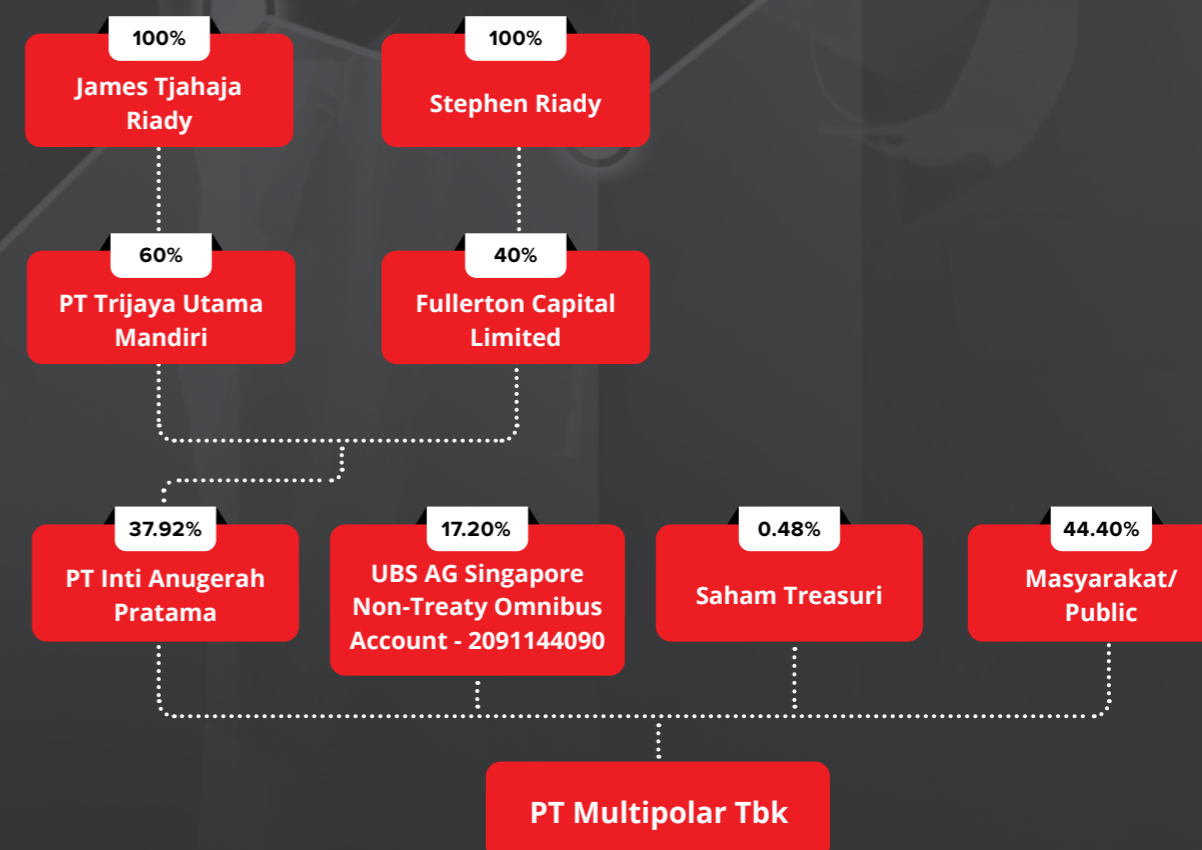 100%
James Tjahaja
Riady
100%
Stephen Riady
60%
PT Trijaya Utama
Mandiri
40%
Fullerton Capital
Limited
37.92%
PT Inti Anugerah
Pratama
17.20%
UBS AG Singapore
Non-Treaty Omnibus
Account - 2091144090
0.48%
Saham Treasuri
44.40%
Masyarakat/
Public
PT Multipolar Tbk